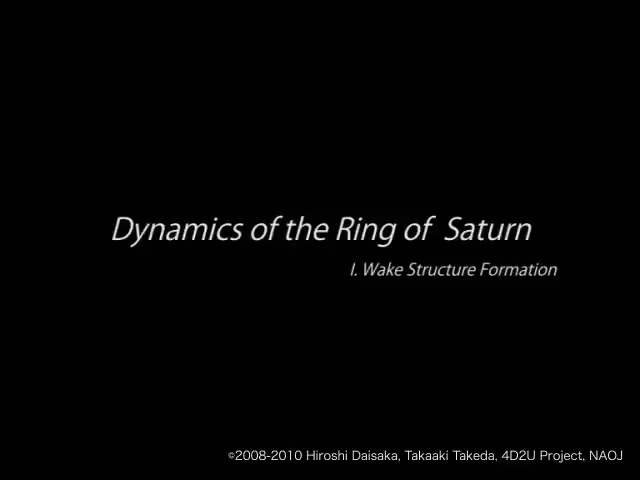 Dynamics of the Ring of Saturn
I. Wake Structure Formation
©2008-2010 Hiroshi Daisaka, Takaaki Takeda, 4D2U Project, NAOJ